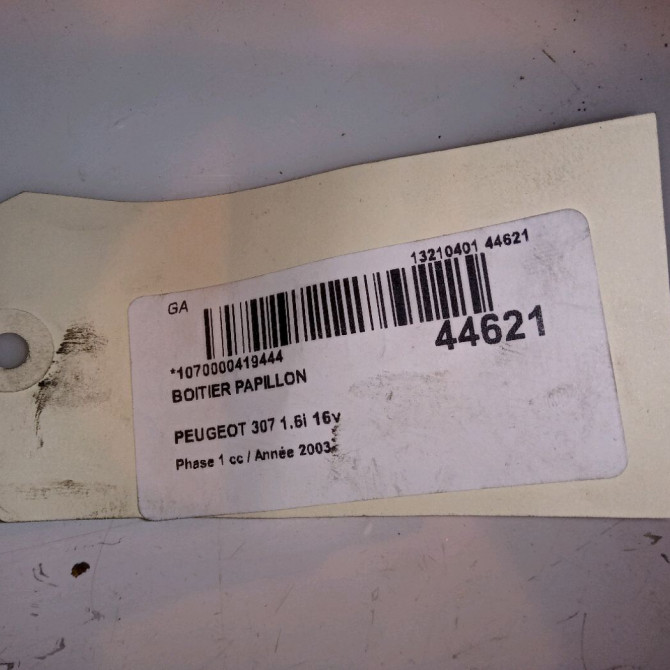 13210401 44621
GA
44621
*1070000419444
BOITIER PAPILLON
PEUGEOT 307 1.6i 16v
Phase 1 cc / Année 2003